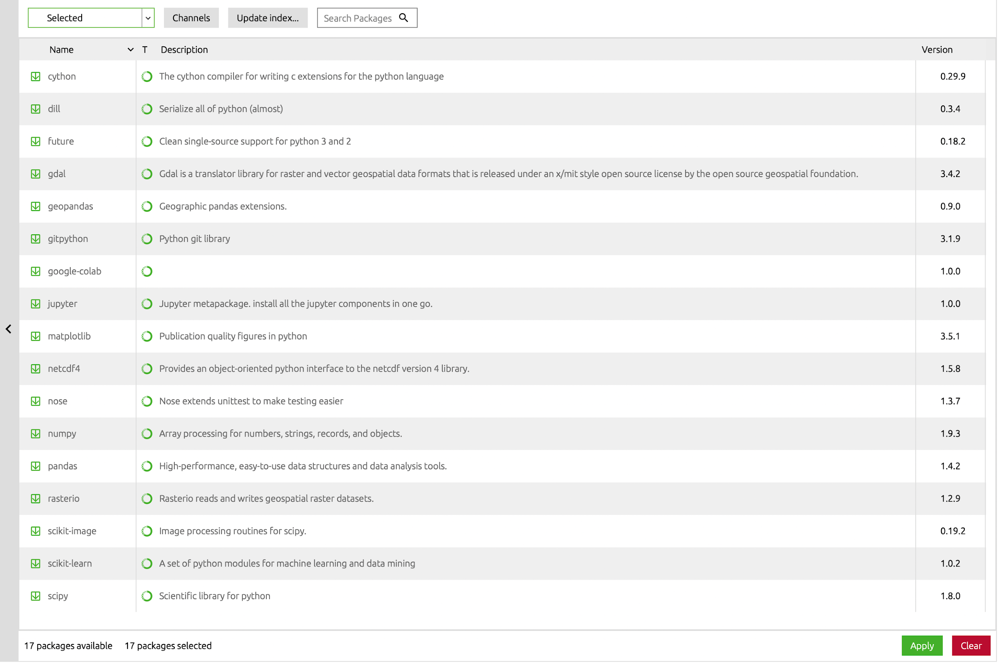 Selected Channels Update index... Search Packages
Name T Description Version
cython The cython compiler for writing c extensions for the python language 0.29.9
dill Serialize all of python (almost) 0.3.4
future Clean single-source support for python 3 and 2 0.18.2
gdal Gdal is a translator library for raster and vector geospatial data formats that is released under an x/mit style open source license by the open source geospatial foundation. 3.4.2
geopandas Geographic pandas extensions. 0.9.0
gitpython Python git library 3.1.9
google-colab 1.0.0
jupyter Jupyter metapackage. install all the jupyter components in one go. 1.0.0
matplotlib Publication quality figures in python 3.5.1
netcdf4 Provides an object-oriented python interface to the netcdf version 4 library. 1.5.8
nose Nose extends unittest to make testing easier 1.3.7
numpy Array processing for numbers, strings, records, and objects. 1.9.3
pandas High-performance, easy-to-use data structures and data analysis tools. 1.4.2
rasterio Rasterio reads and writes geospatial raster datasets. 1.2.9
scikit-image Image processing routines for scipy. 0.19.2
scikit-learn A set of python modules for machine learning and data mining 1.0.2
scipy Scientific library for python 1.8.0
17 packages available 17 packages selected Apply Clear